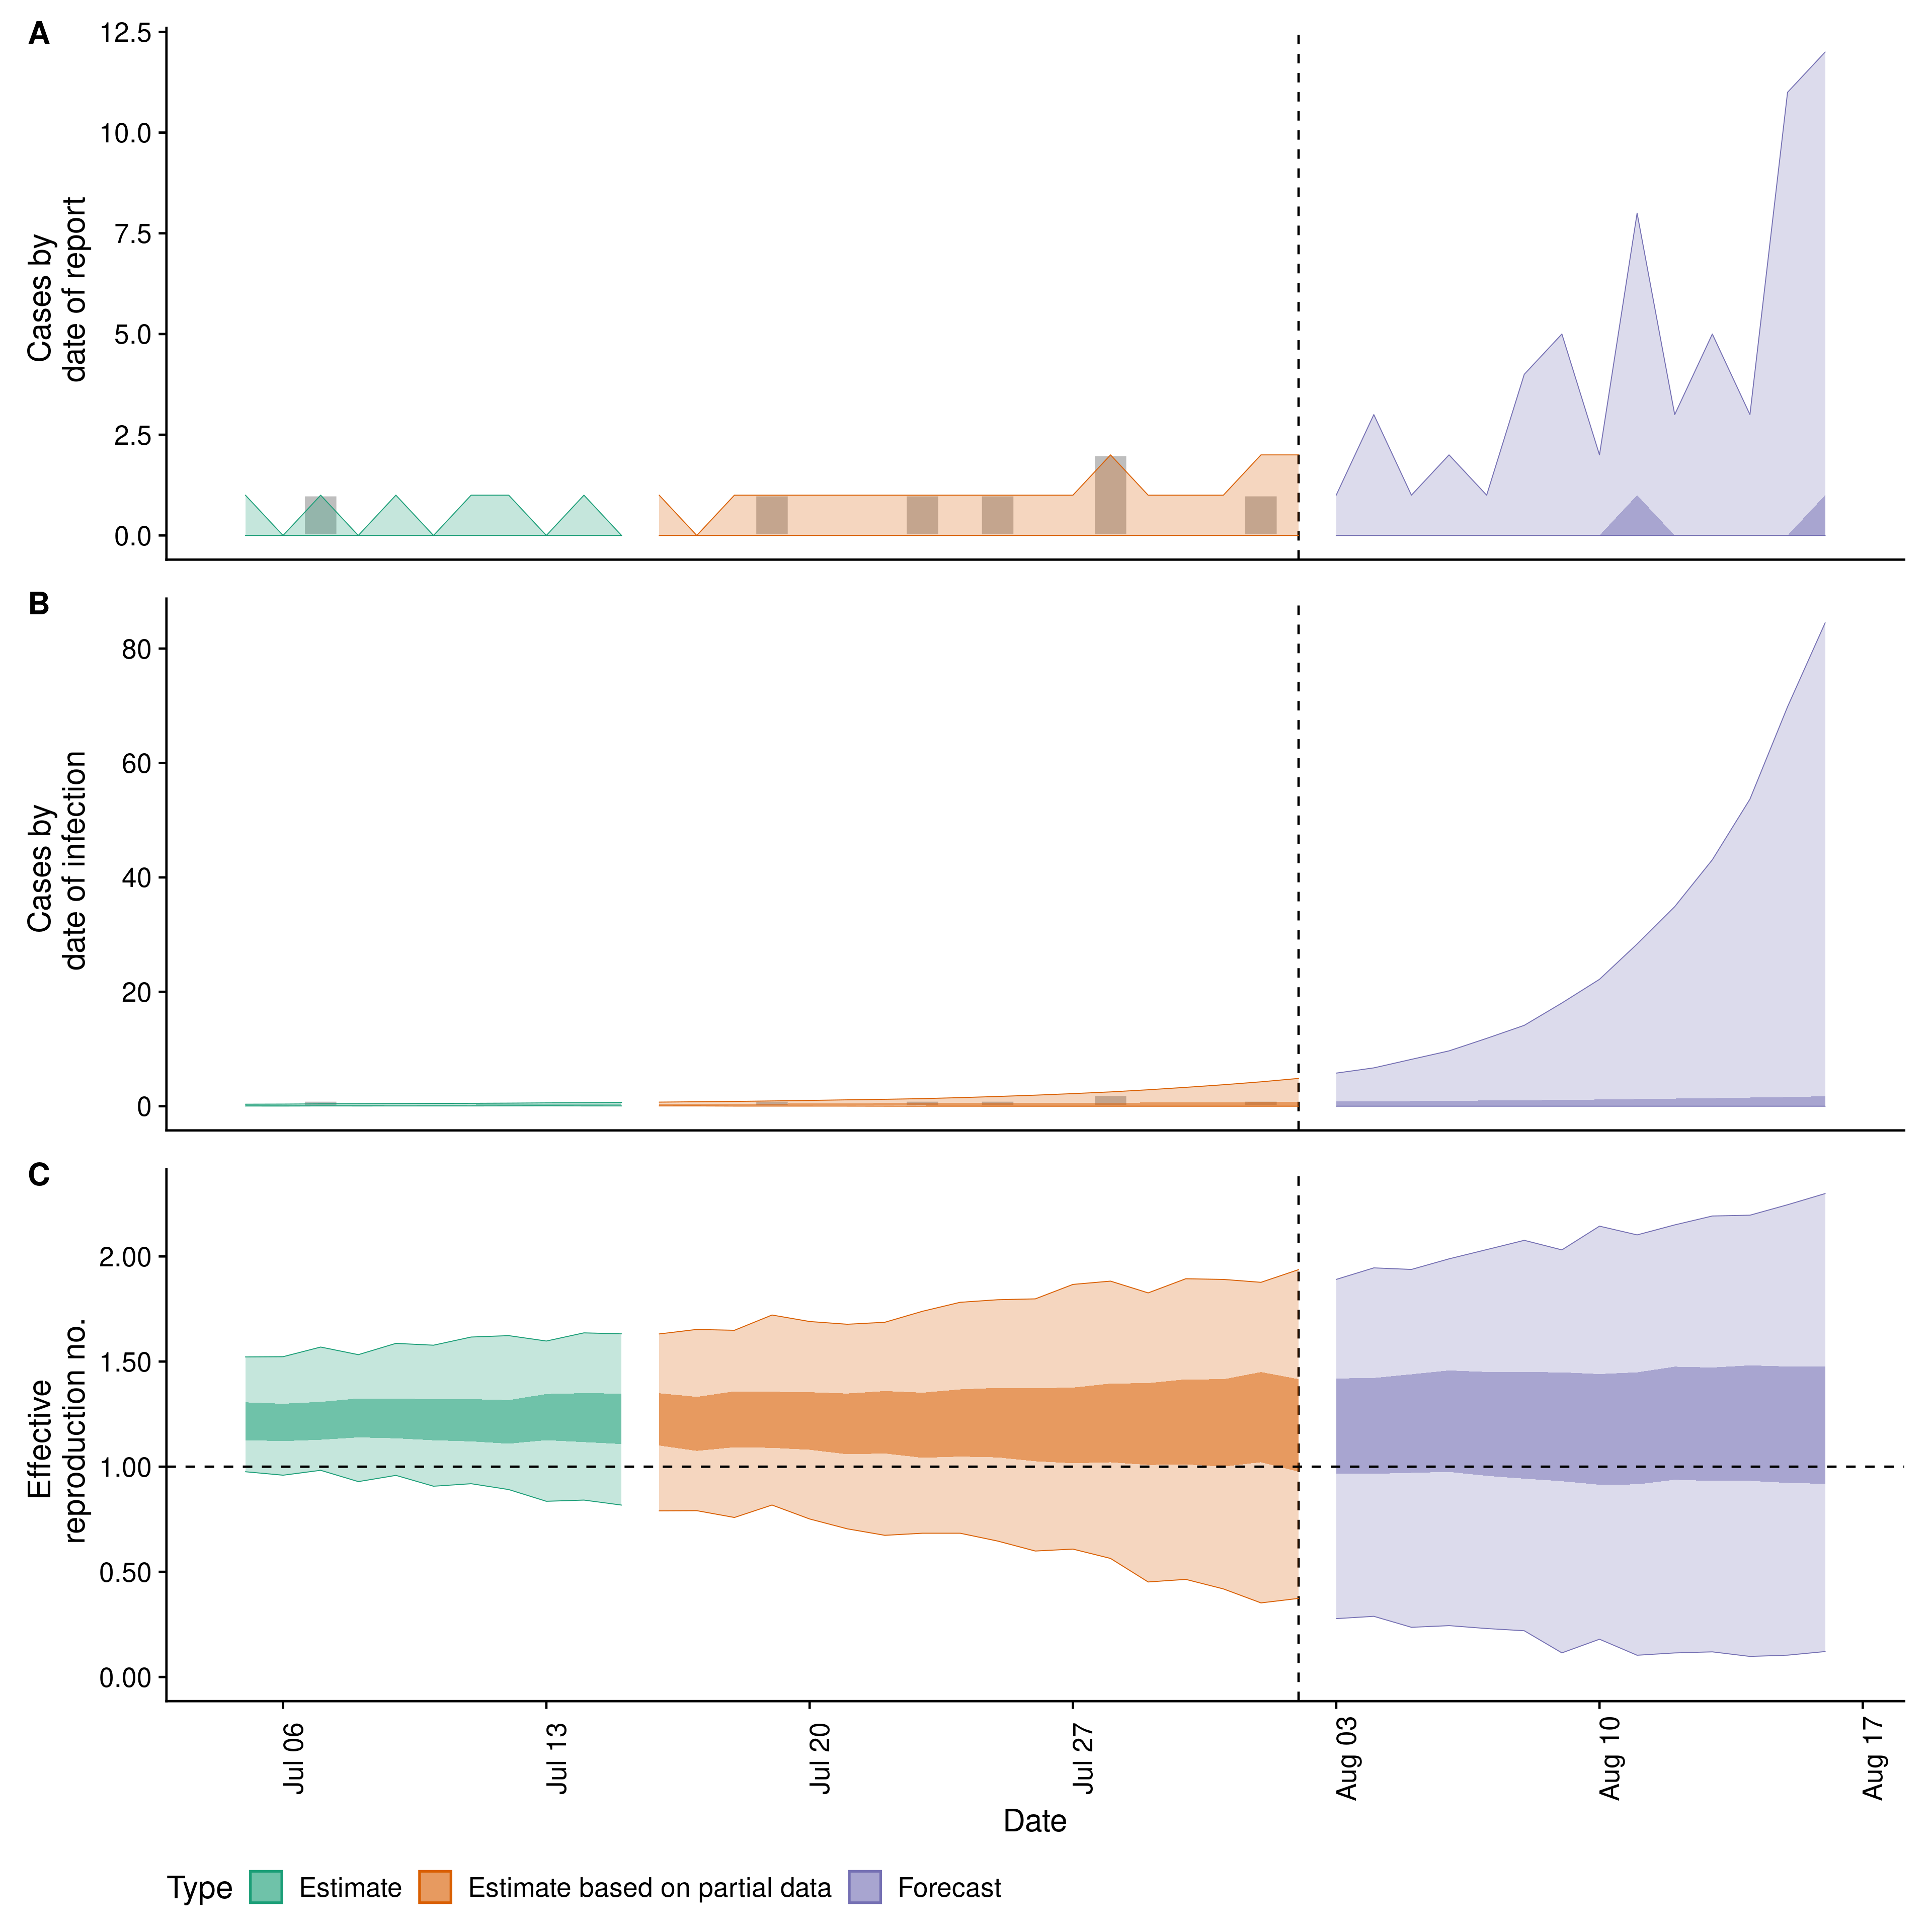 A
12.5
10.0
7.5
5.0
2.5
0.0
Cases by
date of report
B
80
60
40
20
0
Cases by
date of infection
C
2.00
1.50
1.00
0.50
0.00
Effective
reproduction no.
Jul 06
Jul 13
Jul 20
Jul 27
Aug 03
Aug 10
Aug 17
Date
Type Estimate Estimate based on partial data Forecast